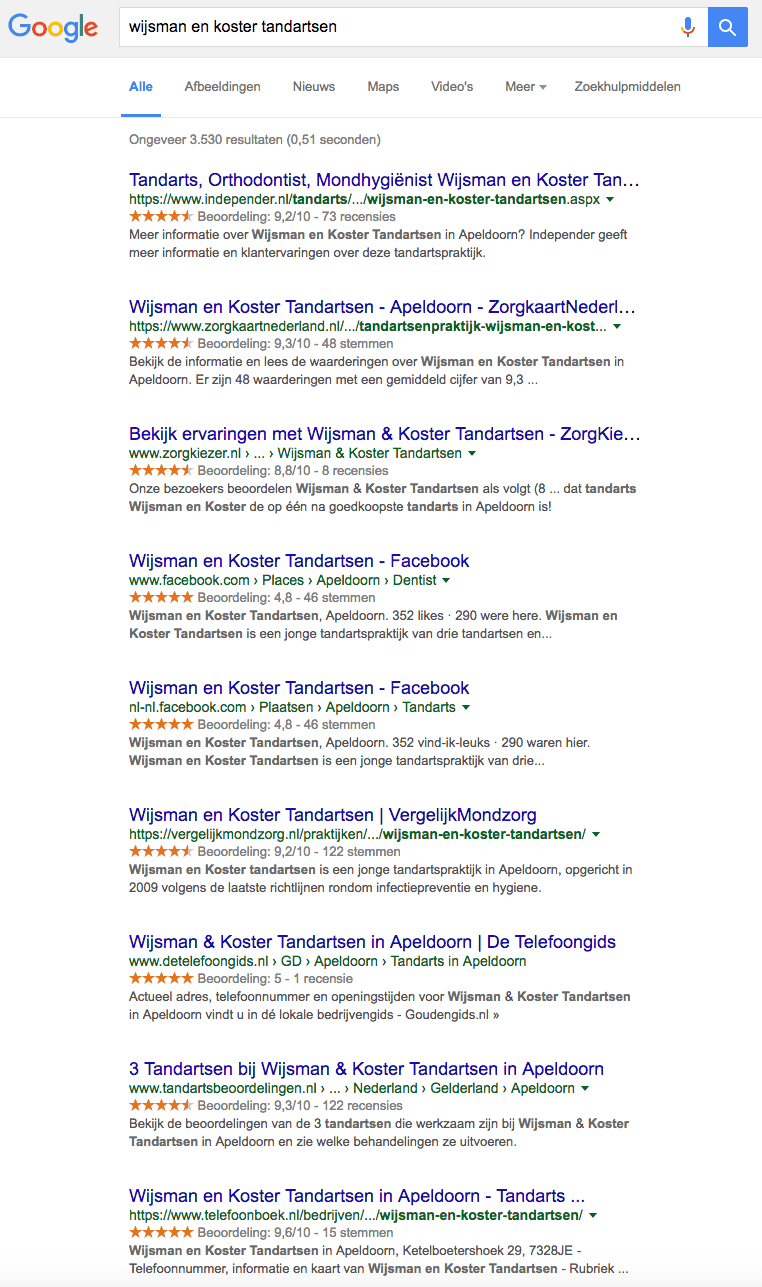 Google
wijsman en koster tandartsen
Alle Afbeeldingen Nieuws Maps Video's Meer Zoekhulpmiddelen
Ongeveer 3.530 resultaten (0,51 seconden)
Tandarts, Orthodontist, Mondhygiënist Wijsman en Koster Tan...
https://www.independer.nl/tandarts/.../wijsman-en-koster-tandartsen.aspx
Beoordeling: 9,2/10 - 73 recensies
Meer informatie over Wijsman en Koster Tandartsen in Apeldoorn? Independer geeft
meer informatie en klantervaringen over deze tandartspraktijk.
Wijsman en Koster Tandartsen - Apeldoorn - ZorgkaartNederl...
https://www.zorgkaartnederland.nl/.../tandartsenpraktijk-wijsman-en-kost...
Beoordeling: 9,3/10 - 48 stemmen
Bekijk de informatie en lees de waarderingen over Wijsman en Koster Tandartsen in
Apeldoorn. Er zijn 48 waarderingen met een gemiddeld cijfer van 9,3 ...
Bekijk ervaringen met Wijsman & Koster Tandartsen - ZorgKie...
www.zorgkiezer.nl › ... › Wijsman & Koster Tandartsen
Beoordeling: 8,8/10 - 8 recensies
Onze bezoekers beoordelen Wijsman & Koster Tandartsen als volgt (8 ... dat tandarts
Wijsman en Koster de op één na goedkoopste tandarts in Apeldoorn is!
Wijsman en Koster Tandartsen - Facebook
www.facebook.com › Places › Apeldoorn › Dentist
Beoordeling: 4,8 - 46 stemmen
Wijsman en Koster Tandartsen, Apeldoorn. 352 likes · 290 were here. Wijsman en
Koster Tandartsen is een jonge tandartspraktijk van drie tandartsen en...
Wijsman en Koster Tandartsen - Facebook
nl-nl.facebook.com › Plaatsen › Apeldoorn › Tandarts
Beoordeling: 4,8 - 46 stemmen
Wijsman en Koster Tandartsen, Apeldoorn. 352 vind-ik-leuks · 290 waren hier.
Wijsman en Koster Tandartsen is een jonge tandartspraktijk van drie...
Wijsman en Koster Tandartsen | VergelijkMondzorg
https://vergelijkmondzorg.nl/praktijken/.../wijsman-en-koster-tandartsen/
Beoordeling: 9,2/10 - 122 stemmen
Wijsman en Koster tandartsen is een jonge tandartspraktijk in Apeldoorn, opgericht in
2009 volgens de laatste richtlijnen rondom infectiepreventie en hygiene.
Wijsman & Koster Tandartsen in Apeldoorn | De Telefoongids
www.detelefoongids.nl › GD › Apeldoorn › Tandarts in Apeldoorn
Beoordeling: 5 - 1 recensie
Actueel adres, telefoonnummer en openingstijden voor Wijsman & Koster Tandartsen
in Apeldoorn vindt u in dé lokale bedrijvengids - Goudengids.nl »
3 Tandartsen bij Wijsman & Koster Tandartsen in Apeldoorn
www.tandartsbeoordelingen.nl › ... › Nederland › Gelderland › Apeldoorn
Beoordeling: 9,3/10 - 122 recensies
Bekijk de beoordelingen van de 3 tandartsen die werkzaam zijn bij Wijsman & Koster
Tandartsen in Apeldoorn en zie welke behandelingen ze uitvoeren.
Wijsman en Koster Tandartsen in Apeldoorn - Tandarts ...
https://www.telefoonboek.nl/bedrijven/.../wijsman-en-koster-tandartsen/
Beoordeling: 9,6/10 - 15 stemmen
Wijsman en Koster Tandartsen in Apeldoorn, Ketelboetershoek 29, 7328JE -
Telefoonnummer, informatie en kaart van Wijsman en Koster Tandartsen - Rubriek ...